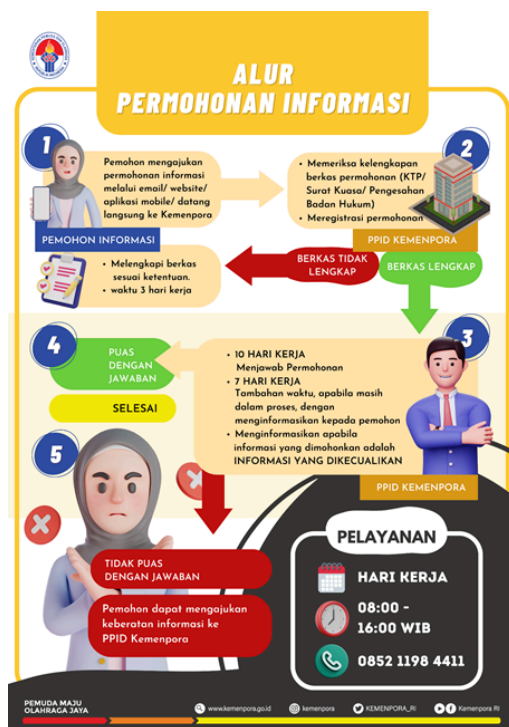 ALUR
PERMOHONAN INFORMASI
1
Pemohon mengajukan
permohonan informasi
melalui email/ website/
aplikasi mobile/ datang
langsung ke Kemenpora
PEMOHON INFORMASI
2
• Memeriksa kelengkapan
berkas permohonan (KTP/
Surat Kuasa/ Pengesahan
Badan Hukum)
• Meregistrasi permohonan
PPID KEMENPORA
BERKAS TIDAK
LENGKAP
BERKAS LENGKAP
• Melengkapi berkas
sesuai ketentuan.
• waktu 3 hari kerja
3
• 10 HARI KERJA
Menjawab Permohonan
• 7 HARI KERJA
Tambahan waktu, apabila masih
dalam proses, dengan
menginformasikan kepada pemohon
• Menginformasikan apabila
informasi yang dimohonkan adalah
INFORMASI YANG DIKECUALIKAN
PPID KEMENPORA
4
PUAS
DENGAN
JAWABAN
SELESAI
5
TIDAK PUAS
DENGAN JAWABAN
Pemohon dapat mengajukan
keberatan informasi ke
PPID Kemenpora
PELAYANAN
HARI KERJA
08:00 -
16:00 WIB
0852 1198 4411
PEMUDA MAJU
OLAHRAGA JAYA
www.kemenpora.go.id
kemenpora
KEMENPORA_RI
Kemenpora RI